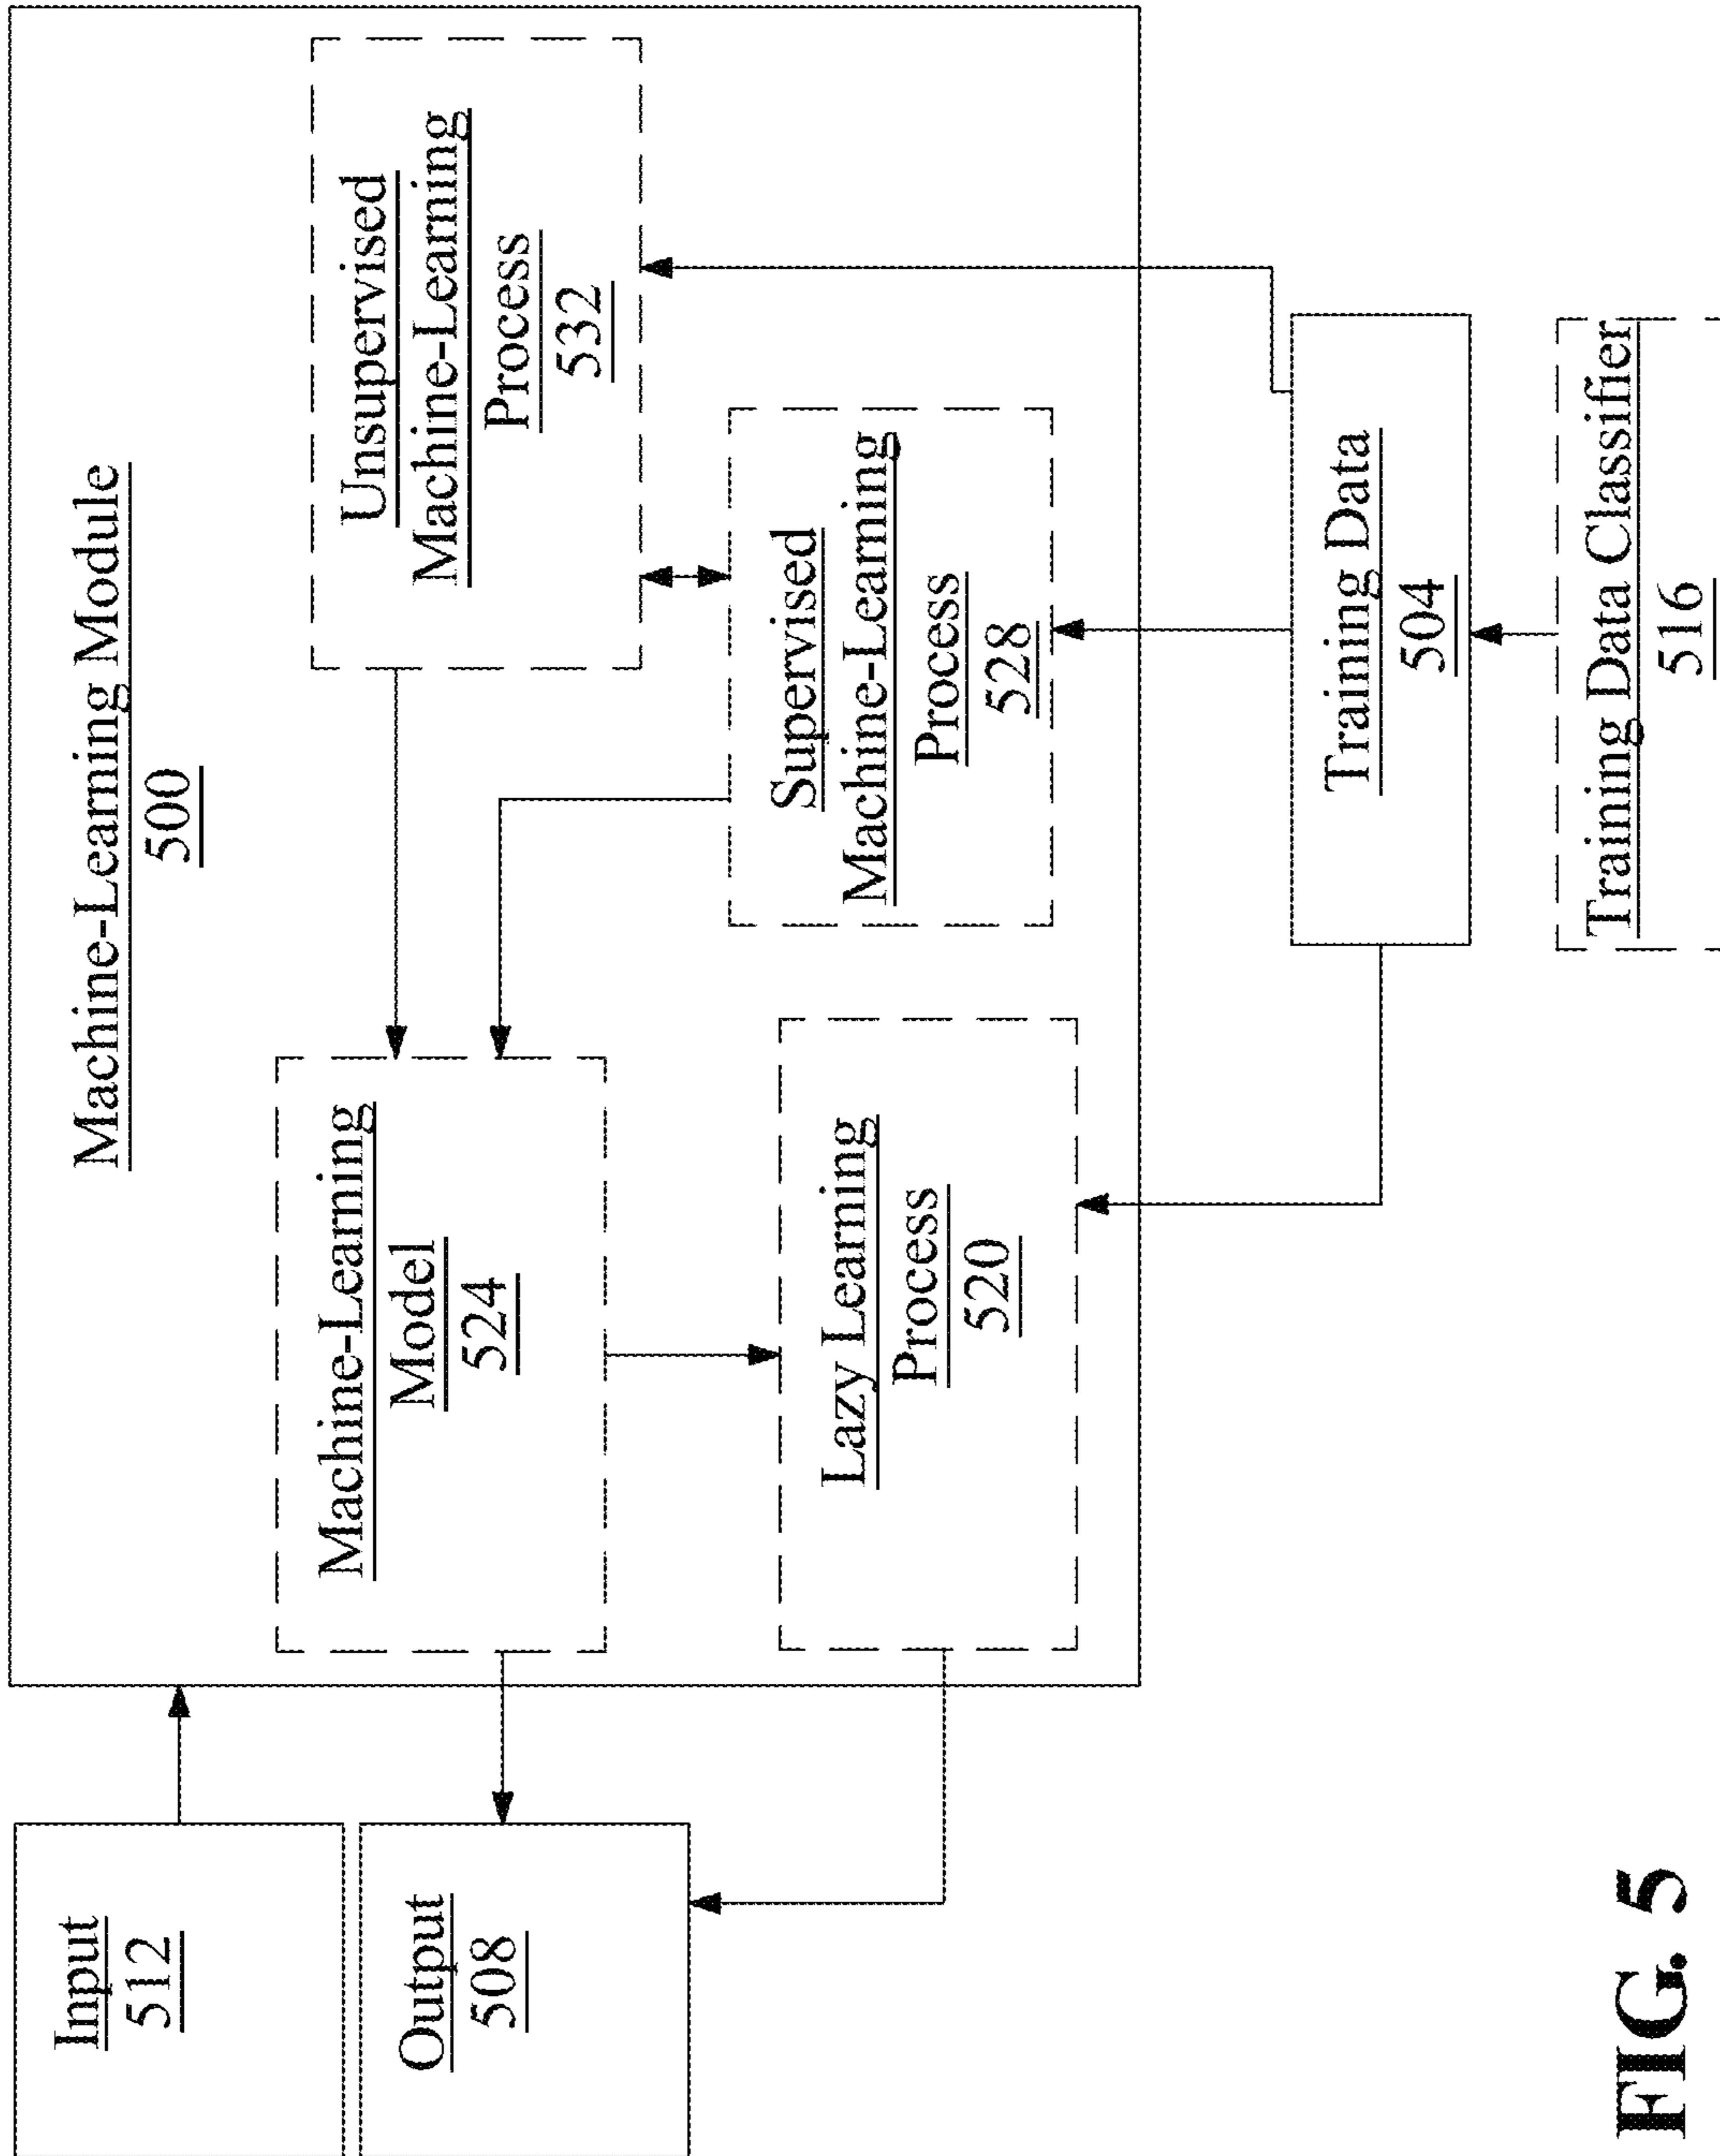 Machine-Learning Module
500
Input
512
Output
508
Machine-Learning
Model
524
Unsupervised
Machine-Learning
Process
532
Supervised
Machine-Learning
Process
528
Lazy Learning
Process
520
Training Data
504
Training Data Classifier
516
FIG. 5